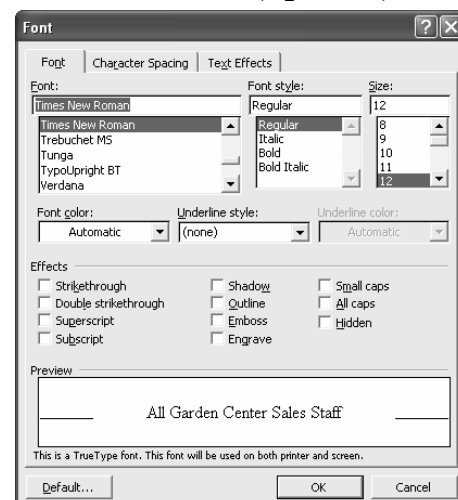 Font
Font Character Spacing Text Effects
Font: Font style: Size:
Times New Roman Regular 12
Times New Roman Regular 8
Trebuchet MS Italic 9
Tunga Bold 10
TypoUpright BT Bold Italic 11
Verdana 12
Font color: Underline style: Underline color:
Automatic (none) Automatic
Effects
Strikethrough Shadow Small caps
Double strikethrough Outline All caps
Superscript Emboss Hidden
Subscript Engrave
Preview
All Garden Center Sales Staff
This is a TrueType font. This font will be used on both printer and screen.
Default... OK Cancel